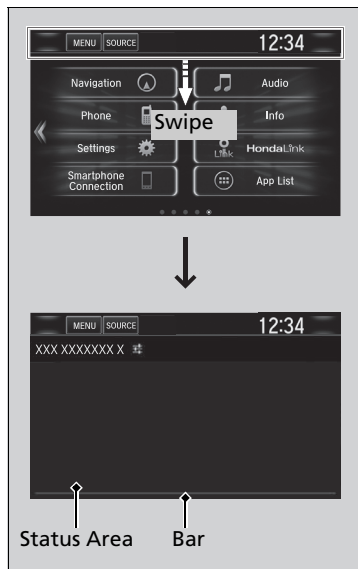 MENU SOURCE 12:34
Navigation Audio
Phone Info
Swipe
Settings Link HondaLink
Smartphone
Connection App List
MENU SOURCE 12:34
XXX XXXXXXX X
Status Area Bar